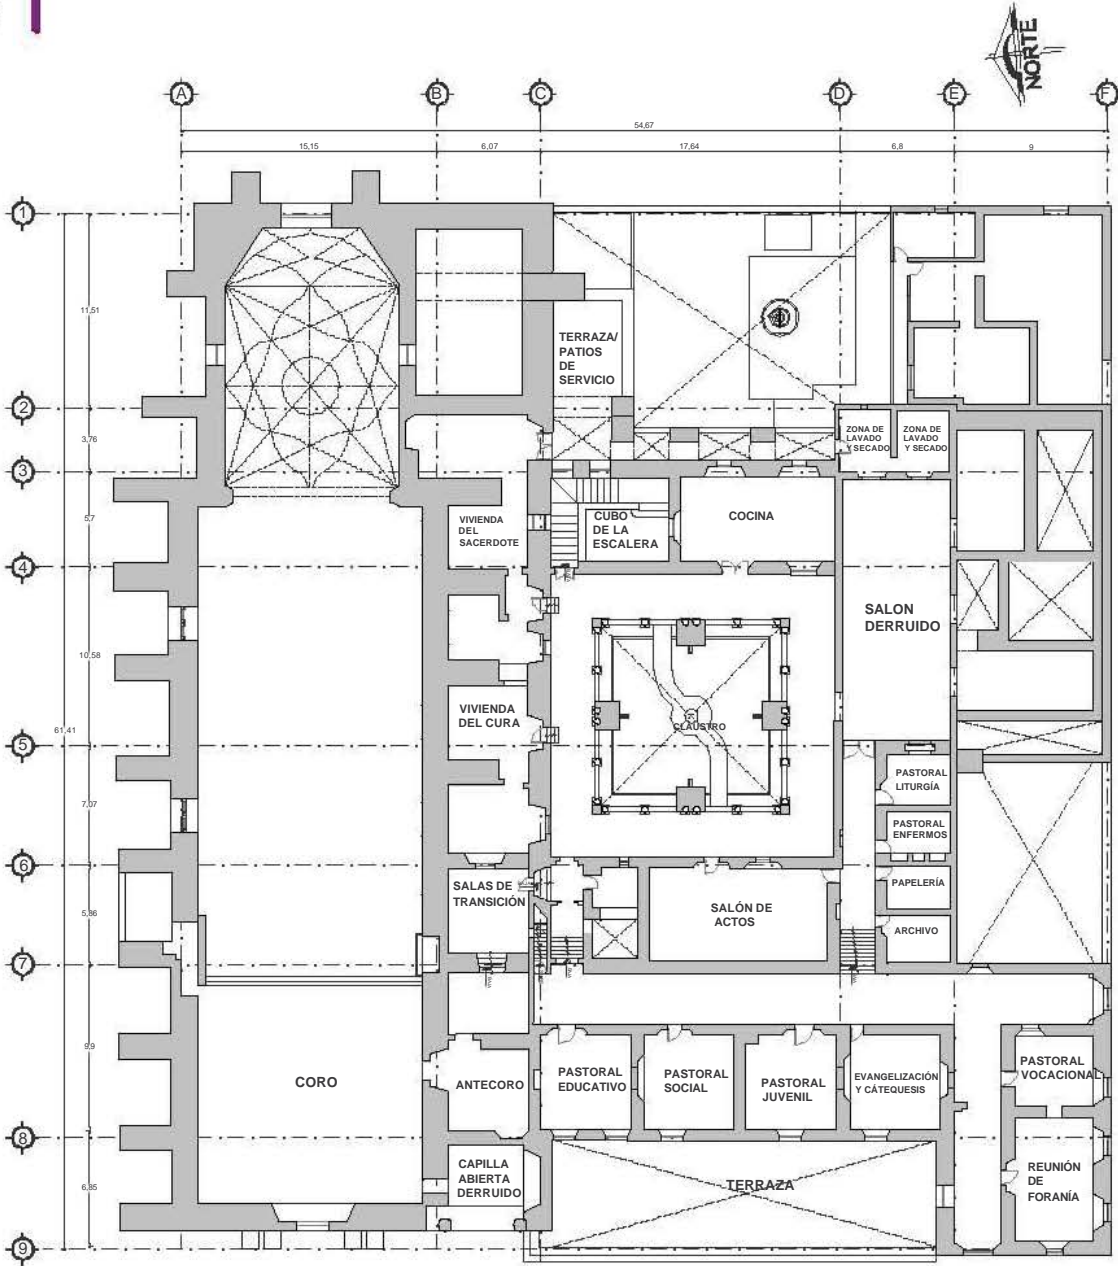 NORTE
A
B
C
D
E
F
54,67
15,15
6,07
17,64
6,8
9
1
11,51
TERRAZA/
PATIOS
DE
SERVICIO
2
3,76
ZONA DE
LAVADO
Y SECADO
ZONA DE
LAVADO
Y SECADO
3
5,7
VIVIENDA
DEL
SACERDOTE
CUBO
DE LA
ESCALERA
COCINA
4
SALON
DERRUIDO
10,58
VIVIENDA
DEL CURA
CLAUSTRO
61,41
5
PASTORAL
LITURGÍA
7,07
PASTORAL
ENFERMOS
6
SALAS DE
TRANSICIÓN
PAPELERÍA
5,86
SALÓN DE
ACTOS
ARCHIVO
7
9,9
CORO
ANTECORO
PASTORAL
EDUCATIVO
PASTORAL
SOCIAL
PASTORAL
JUVENIL
EVANGELIZACIÓN
Y CÁTEQUESIS
PASTORAL
VOCACIONA
8
6,85
CAPILLA
ABIERTA
DERRUIDO
TERRAZA
REUNIÓN
DE
FORANÍA
9